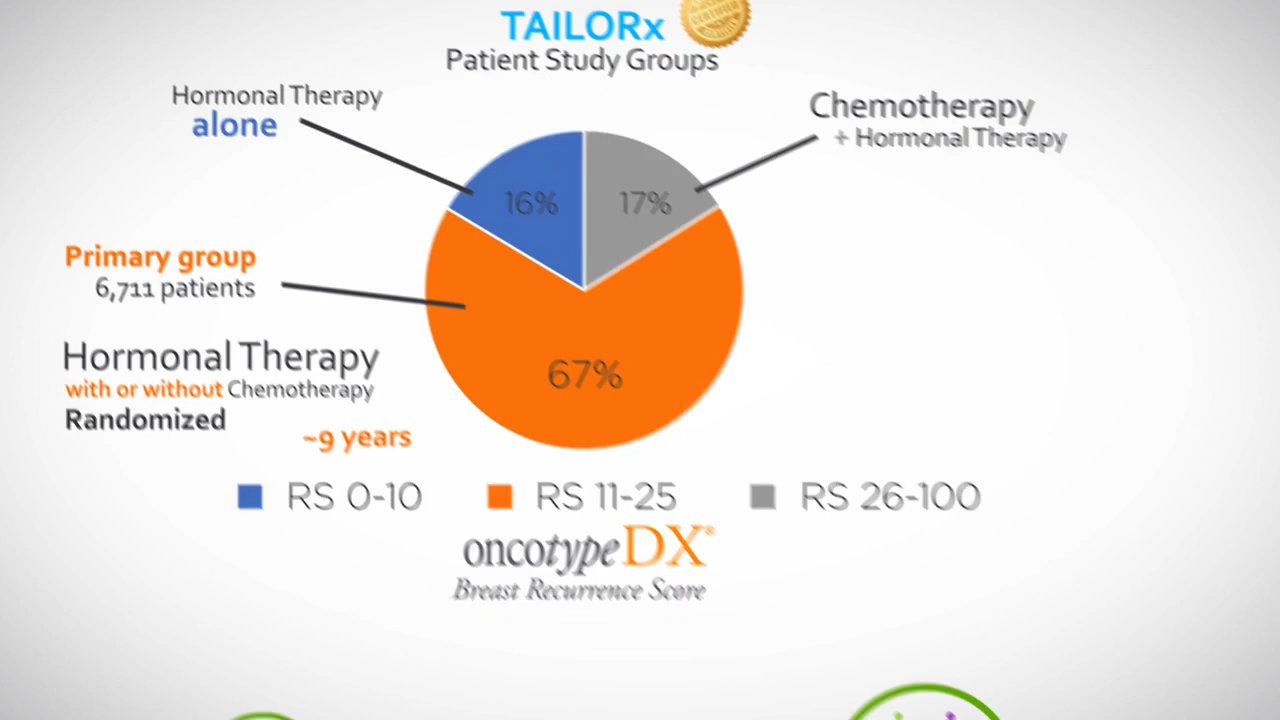 TAILORx
Patient Study Groups
Hormonal Therapy
alone
Chemotherapy
+ Hormonal Therapy
16%
17%
Primary group
6,711 patients
Hormonal Therapy
with or without Chemotherapy
Randomized
~9 years
67%
RS 0-10
RS 11-25
RS 26-100
oncotypeDX®
Breast Recurrence Score